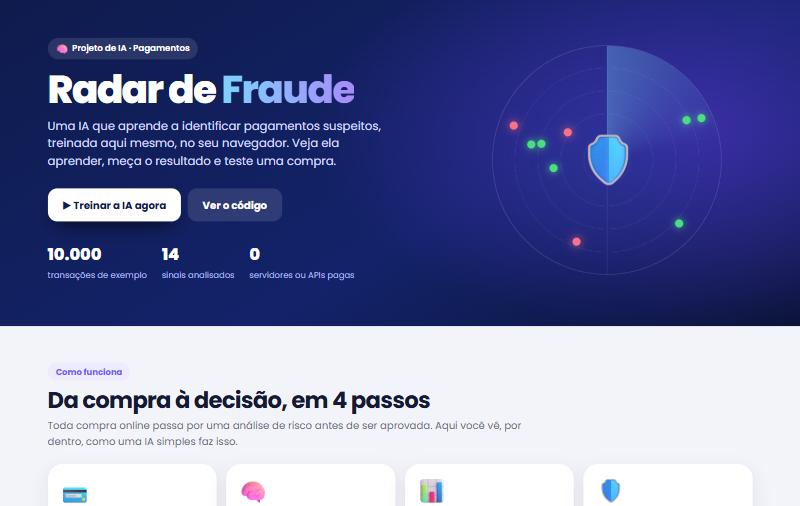 Projeto de IA · Pagamentos
Radar de Fraude
Uma IA que aprende a identificar pagamentos suspeitos,
treinada aqui mesmo, no seu navegador. Veja ela
aprender, meça o resultado e teste uma compra.
▶ Treinar a IA agora
Ver o código
10.000
transações de exemplo
14
sinais analisados
0
servidores ou APIs pagas
Como funciona
Da compra à decisão, em 4 passos
Toda compra online passa por uma análise de risco antes de ser aprovada. Aqui você vê, por
dentro, como uma IA simples faz isso.